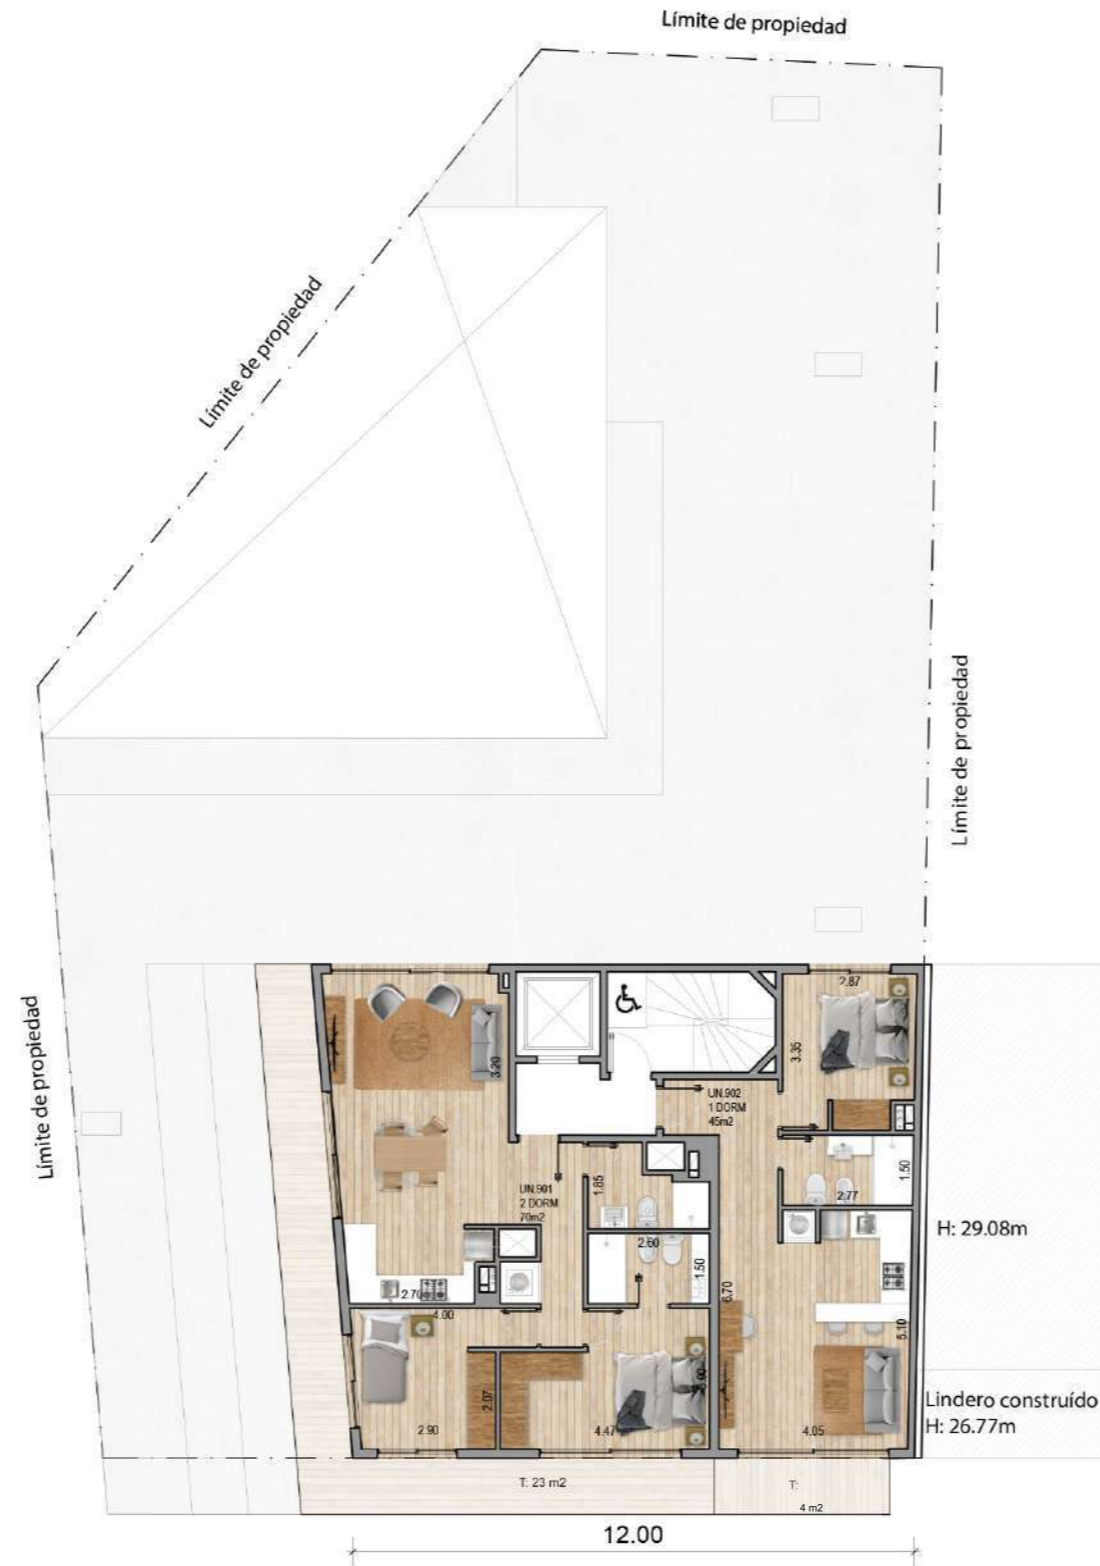 Límite de propiedad
Límite de propiedad
Límite de propiedad
Límite de propiedad
2.87
3.35
3.20
UN.902
1 DORM
45m2
UN.901
2 DORM
70m2
1.85
1.50
2.77
2.60
1.50
H: 29.08m
2.70
4.00
6.70
5.10
2.07
2.90
4.47
4.05
Lindero construído
H: 26.77m
T: 23 m2
T:
4 m2
12.00